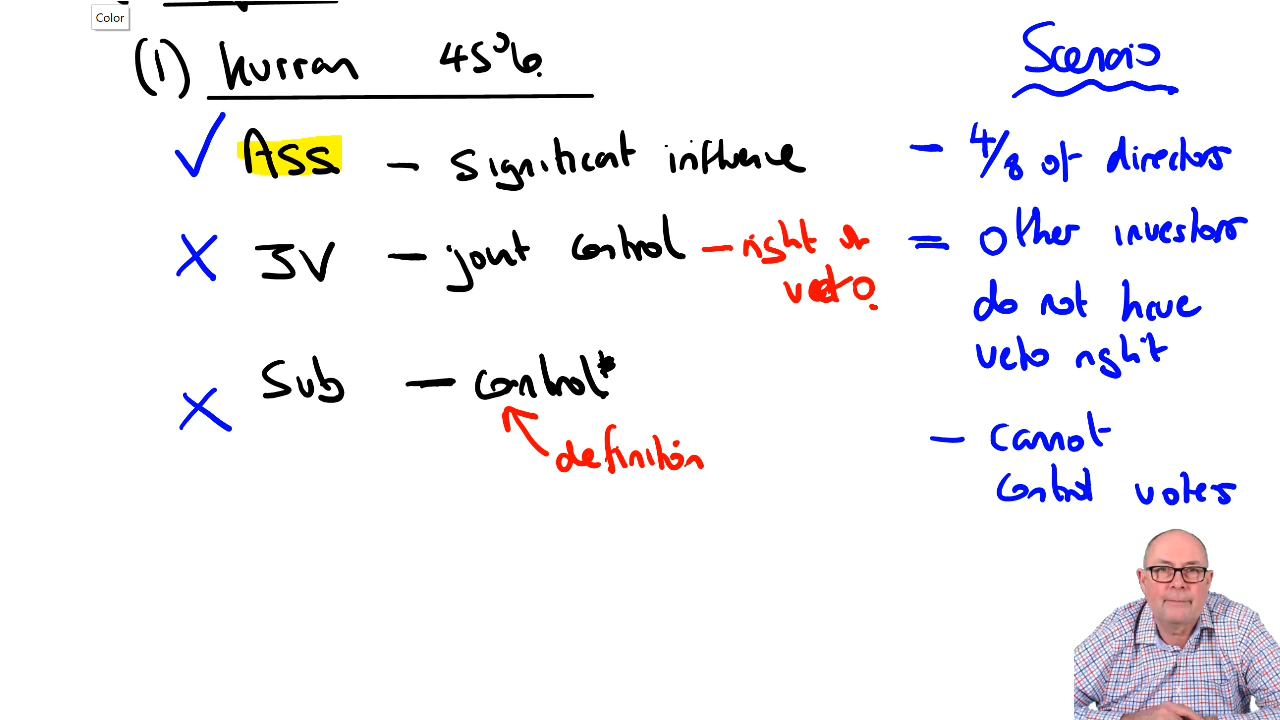 Color
(1) Kurran 45%
Ass - significant influence
JV - joint control - right of
veto.
Sub - control*
definition
Scenario
- 4/8 of directors
= other investors
do not have
veto right
- cannot
control votes